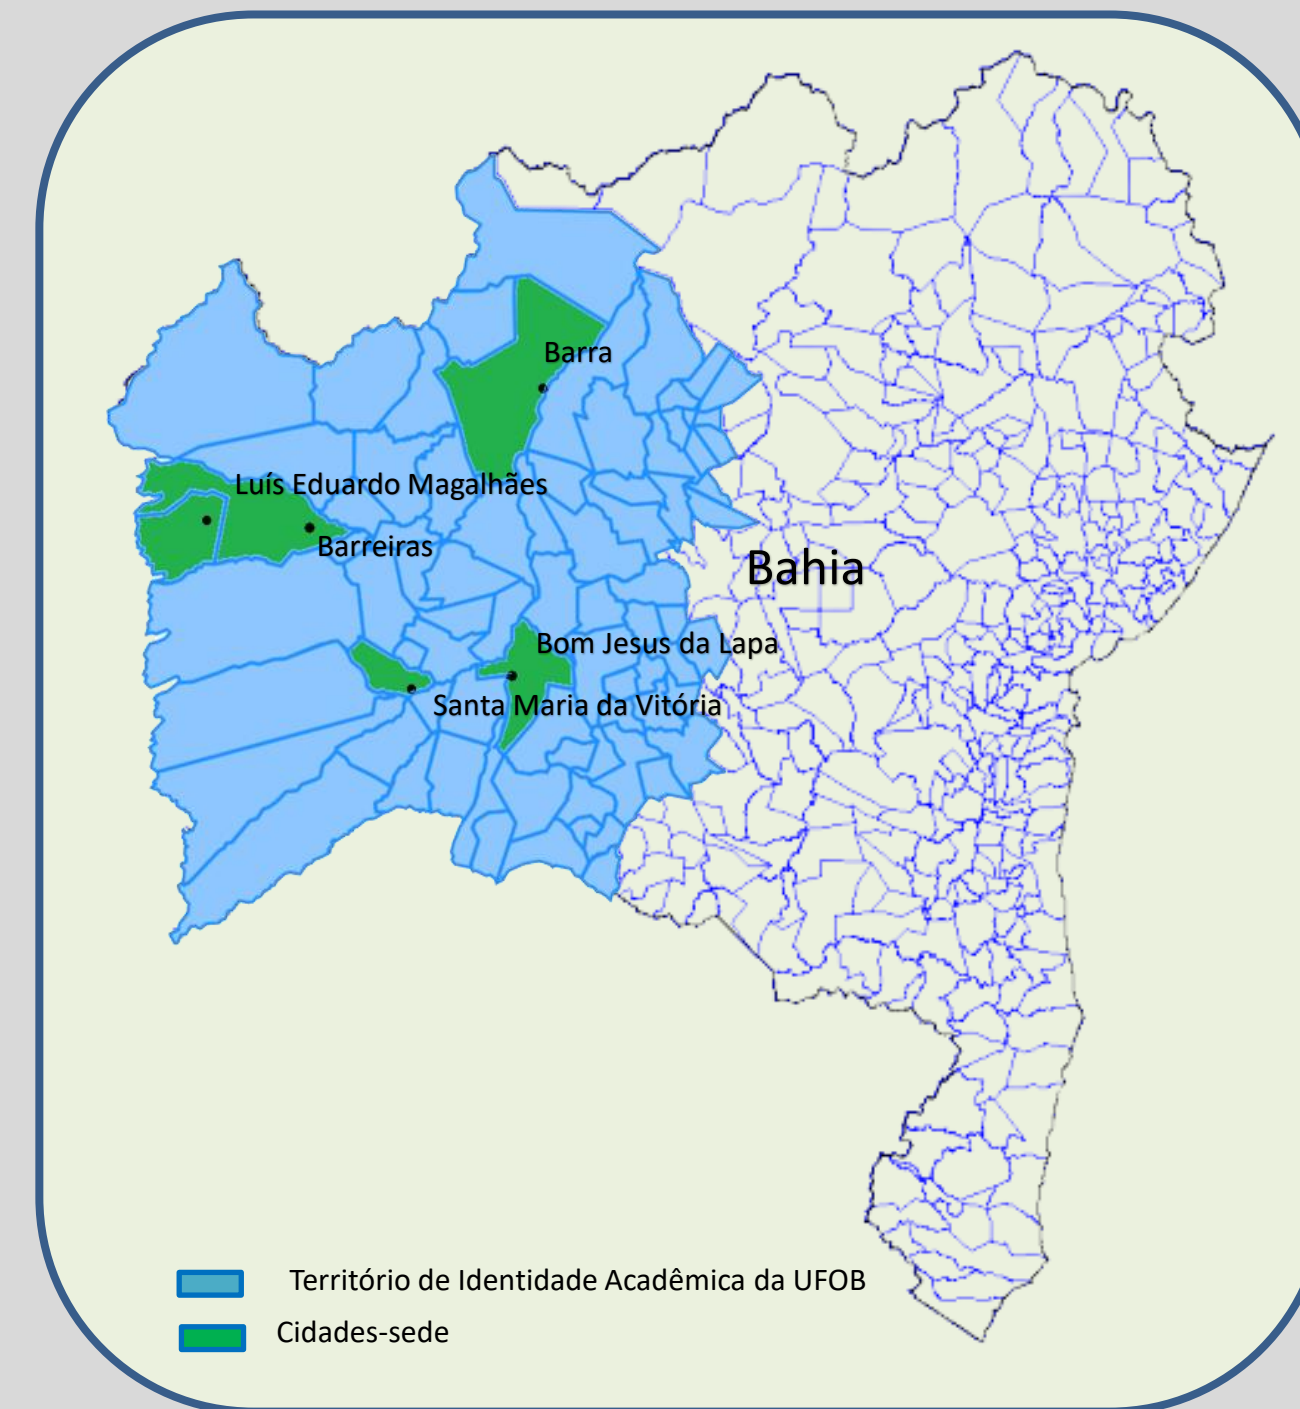 Barra
Luís Eduardo Magalhães
Barreiras
Bahia
Bom Jesus da Lapa
Santa Maria da Vitória
Território de Identidade Acadêmica da UFOB
Cidades-sede